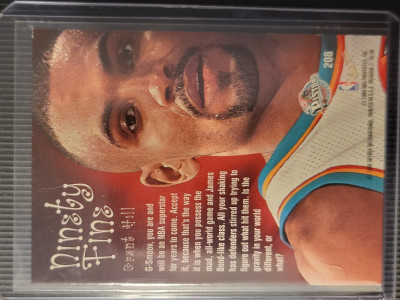 Ninety
Fine
Grant Hill
G-Smoov, you are and
will be an NBA superstar
for years to come. Accept
it, because that's the way
it is when you possess the
mad, all-world game and James
Bond-like class. All your shaking
has defenders stirred up trying to
figure out what hit them. Is the
gravity in your world
different, or
what?
208
PISTONS